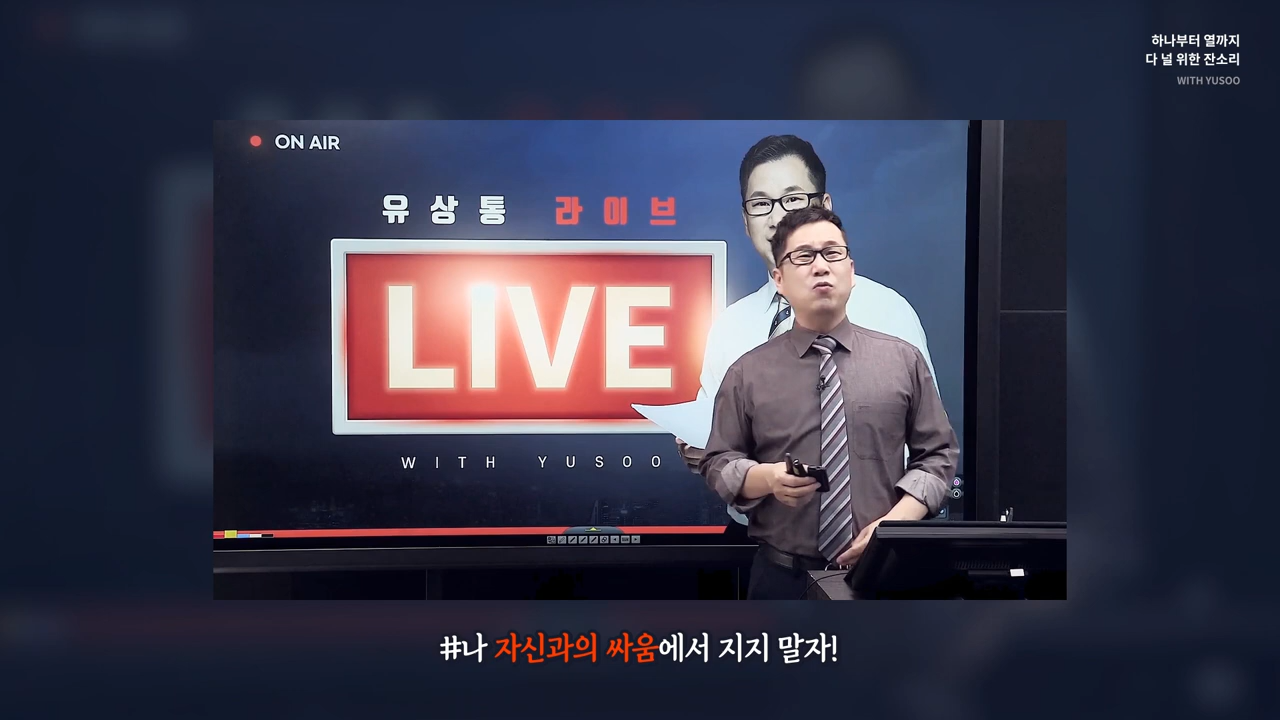 하나부터 열까지
다 널 위한 잔소리
WITH YUSOO
ON AIR
유상통 라이브
LIVE
WITH YUSOO
#나 자신과의 싸움에서 지지 말자!